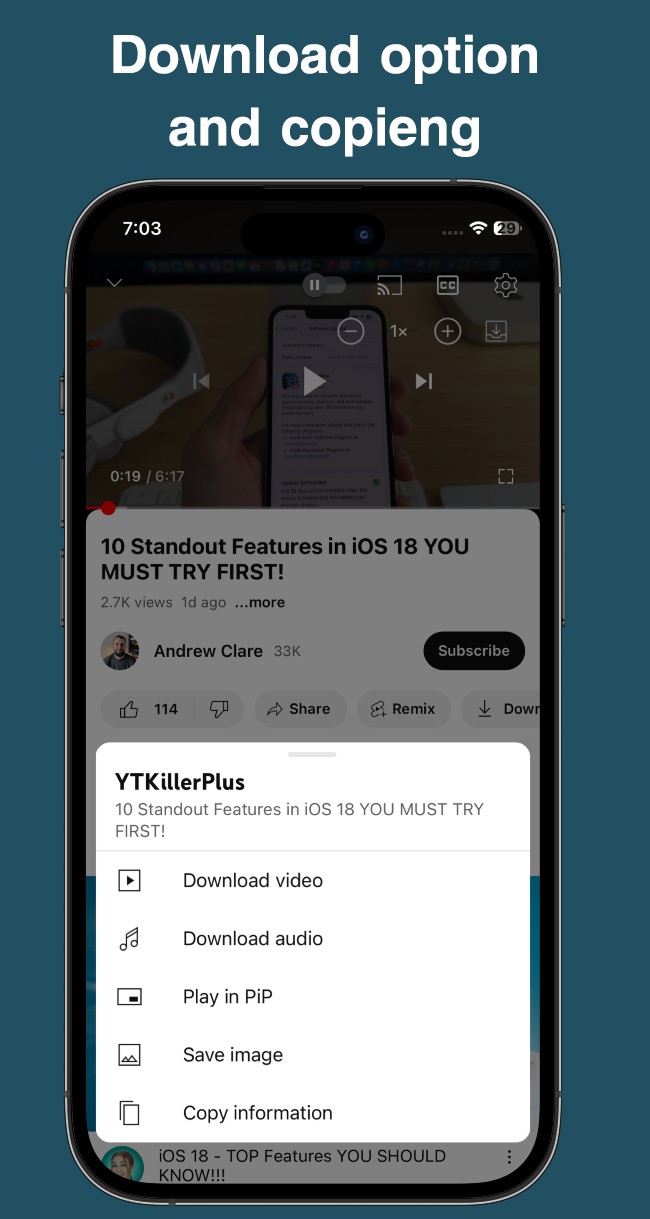 Download option
and copieng
7:03
29
CC
1×
0:19 / 6:17
10 Standout Features in iOS 18 YOU
MUST TRY FIRST!
2.7K views 1d ago ...more
Andrew Clare 33K
Subscribe
114
Share
Remix
Down
YTKillerPlus
10 Standout Features in iOS 18 YOU MUST TRY
FIRST!
Download video
Download audio
Play in PiP
Save image
Copy information
iOS 18 - TOP Features YOU SHOULD
KNOW!!!